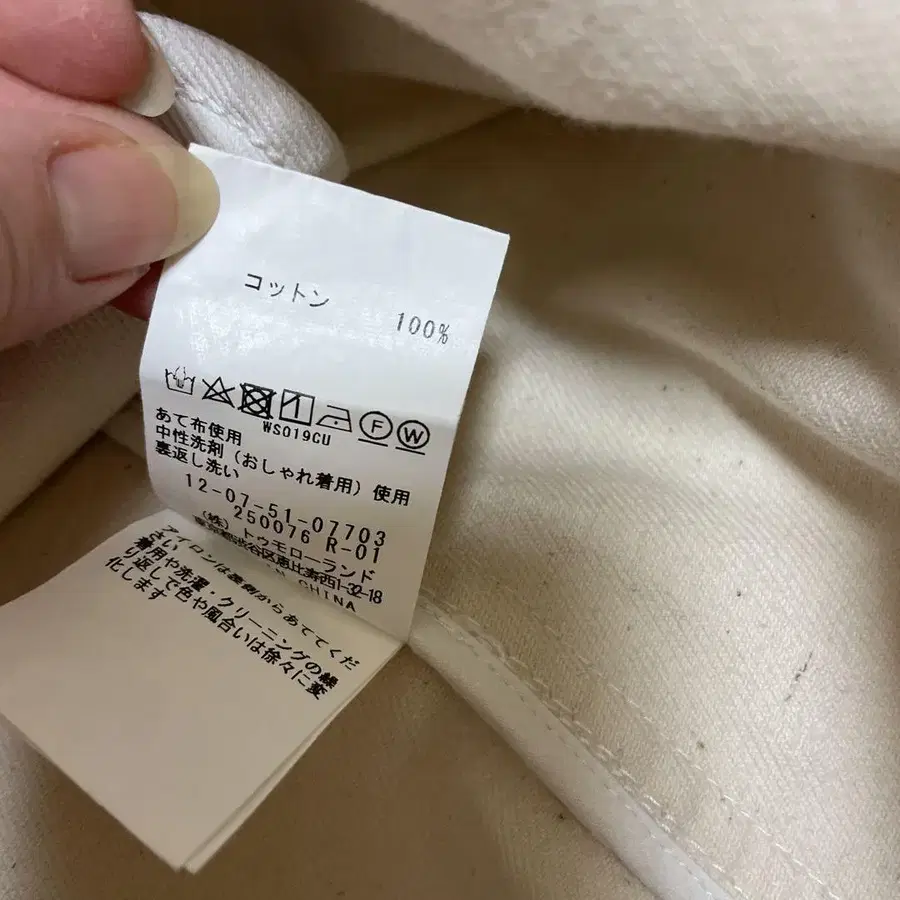 コットン
100%
F W
WS019CU
あて布使用
中性洗剤（おしゃれ着用）使用
裏返し洗い
12-07-51-07703
250076 R-01
（株）トゥモローランド
東京都渋谷区恵比寿西1-32-18
IN CHINA
アイロンは裏側からあててくだ
さい
着用や洗濯・クリーニングの繰
り返しで色や風合いは徐々に変
化します